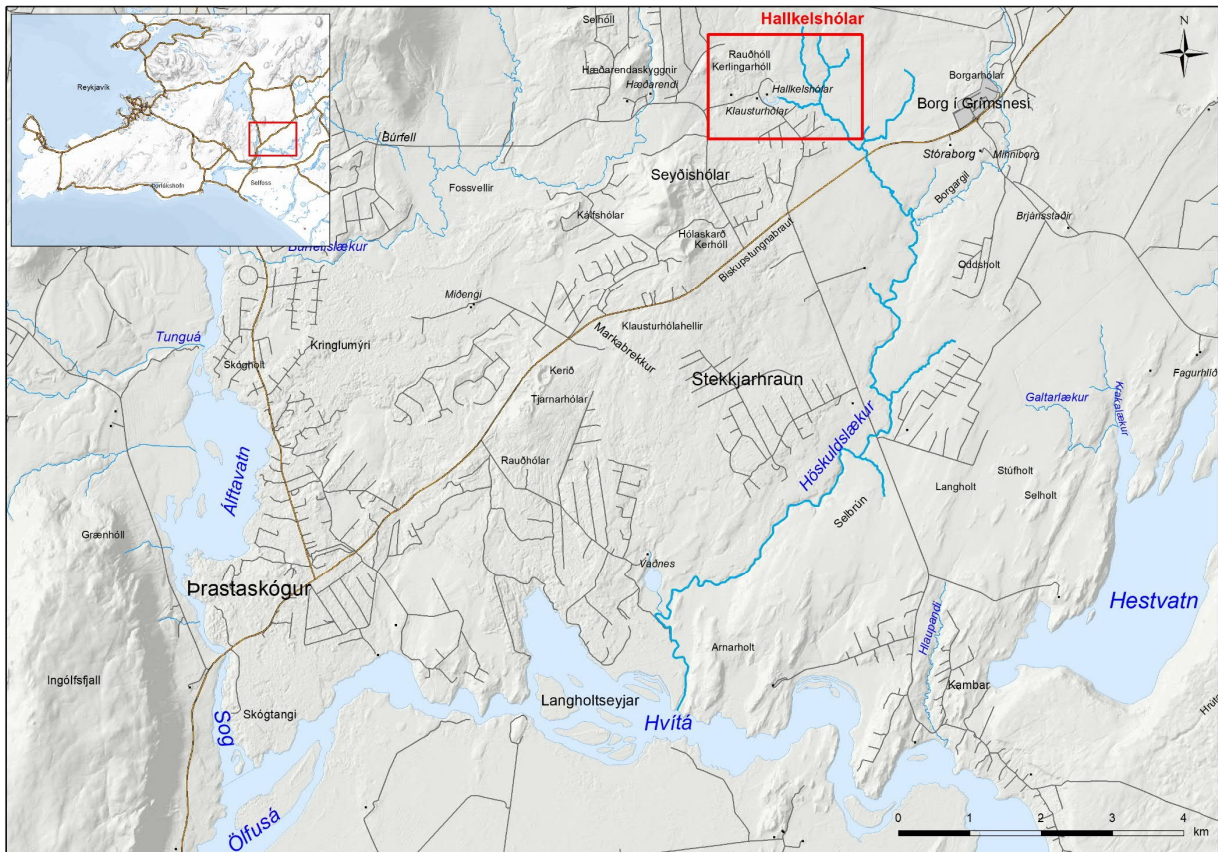 Hallkelshólar
N
Selhóll
Rauðhóll
Kerlingarhóll
Hæðarendaskyggnir
Hæðarendi
Hallkelshólar
Klausturhólar
Borgarhólar
Borg í Grímsnesi
Reykjavík
Þorlákshöfn
Selfoss
Búrfell
Stóraborg
Minniborg
Seyðishólar
Fossvellir
Borgargil
Kálfshólar
Brjánsstaðir
Hólaskarð
Kerhóll
Búrfellslækur
Biskupstungnabraut
Oddsholt
Miðengi
Klausturhólahellir
Markabrekkur
Tunguá
Kringlumýri
Skógholt
Kerið
Stekkjarhraun
Fagurhlíð
Tjarnarhólar
Galtarlækur
Krakalækur
Höskuldslækur
Rauðhólar
Álftavatn
Stúfholt
Langholt
Selholt
Selbrún
Grænhóll
Vaðnes
Þrastaskógur
Hestvatn
Hlaupandi
Arnarholt
Ingólfsfjall
Kambar
Langholtseyjar
Skógtangi
Sog
Hvítá
Ölfusá
0 1 2 3 4
km